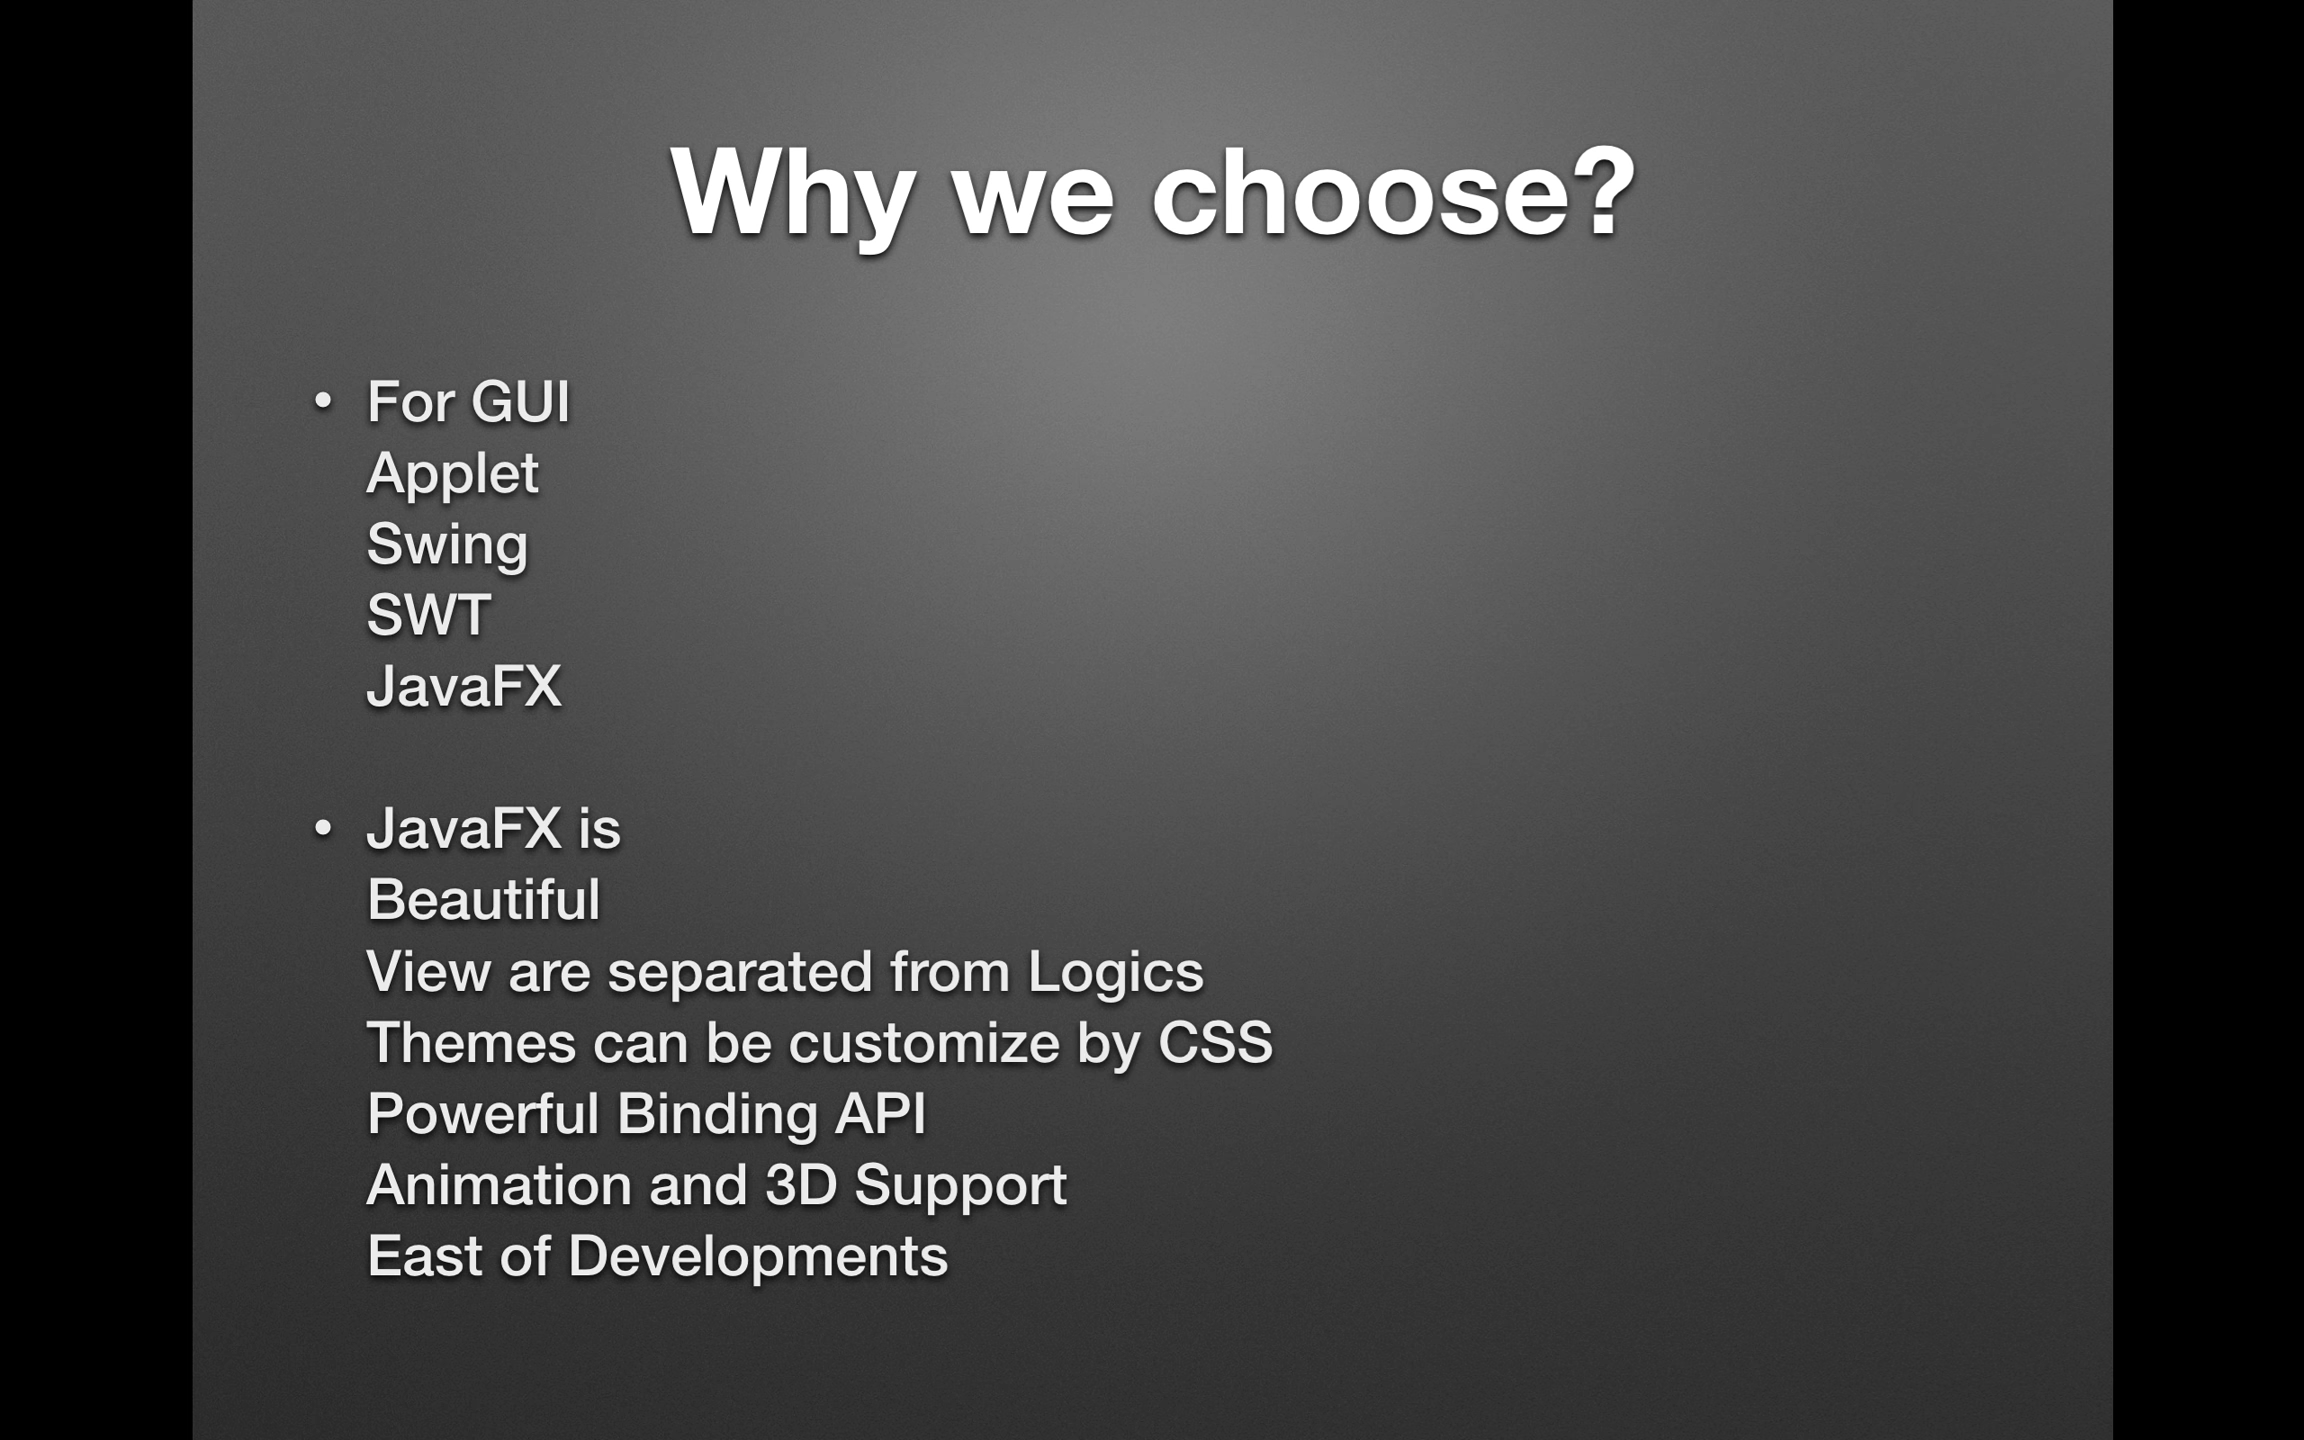 Why we choose?
• For GUI
Applet
Swing
SWT
JavaFX
• JavaFX is
Beautiful
View are separated from Logics
Themes can be customize by CSS
Powerful Binding API
Animation and 3D Support
East of Developments